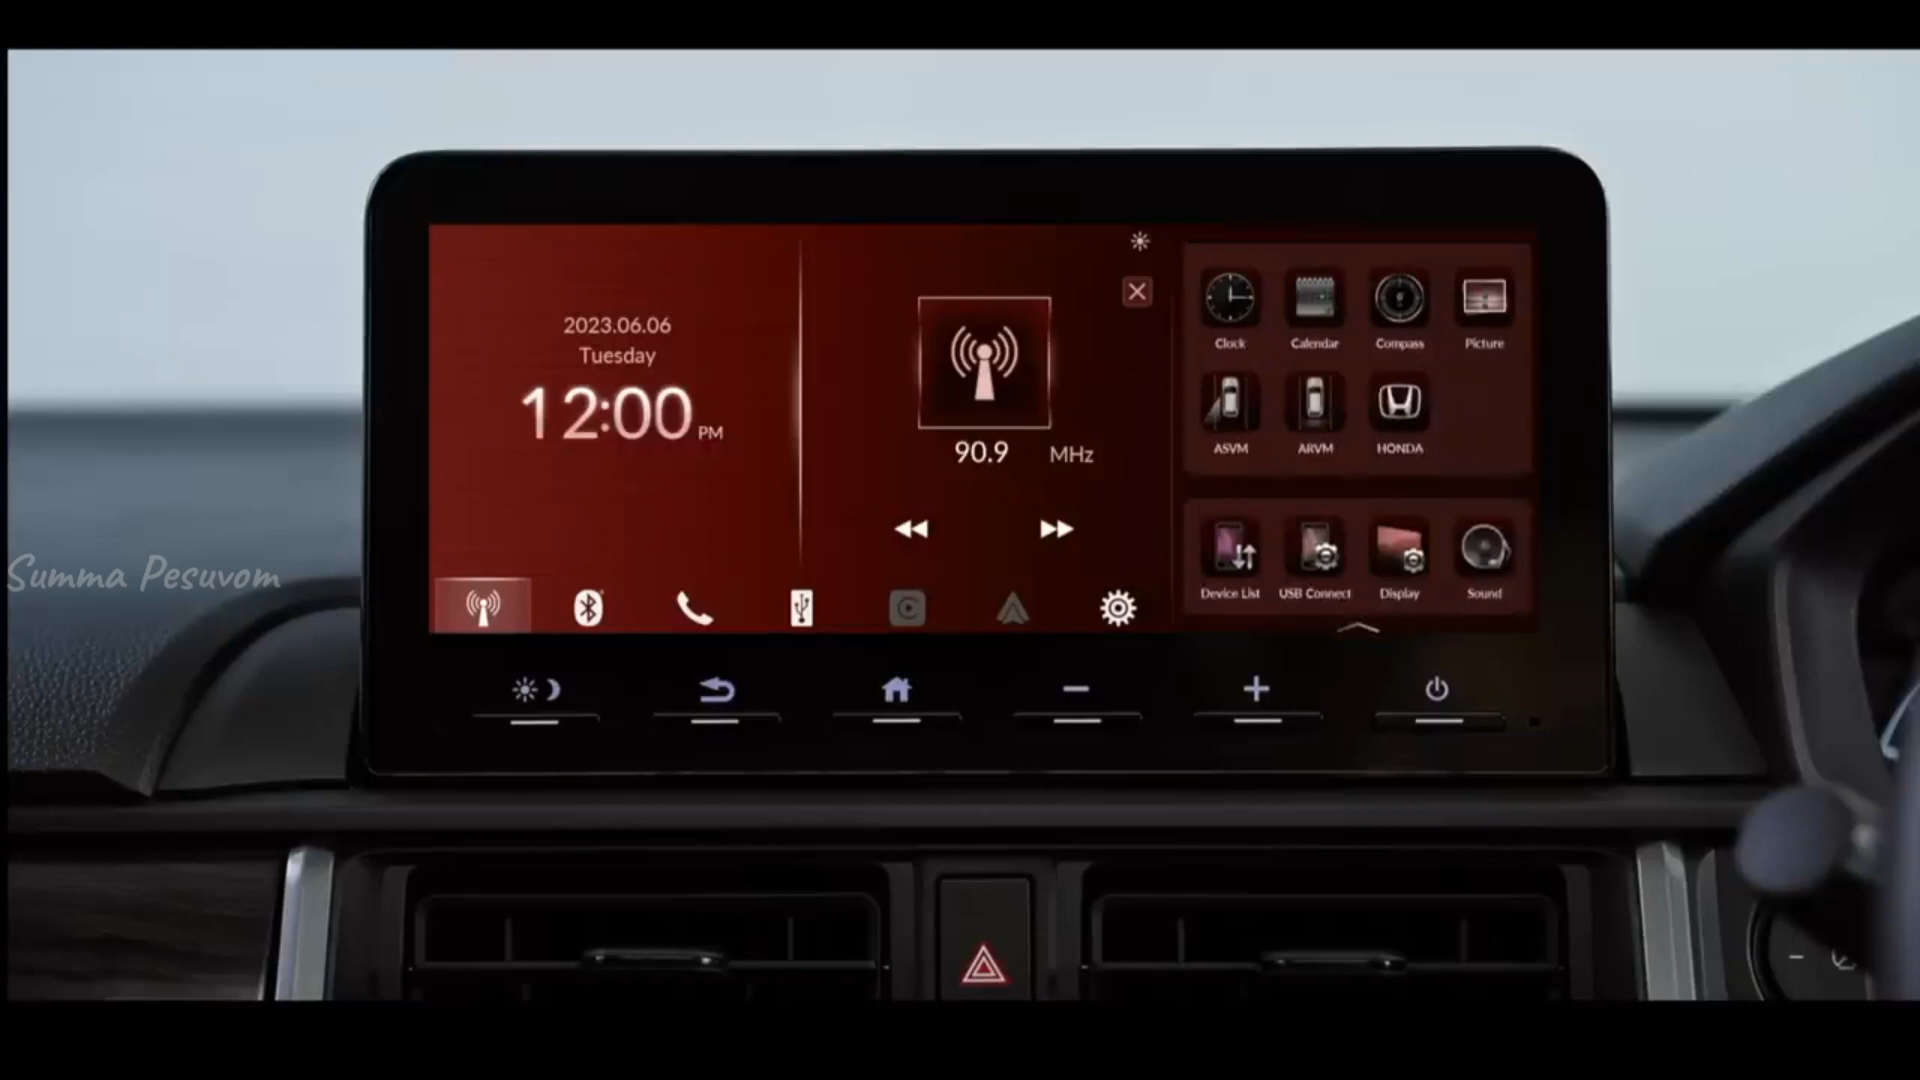 2023.06.06
Tuesday
12:00 PM
90.9 MHz
Clock Calendar Compass Picture
ASVM ARVM HONDA
Device List USB Connect Display Sound
Summa Pesuvom